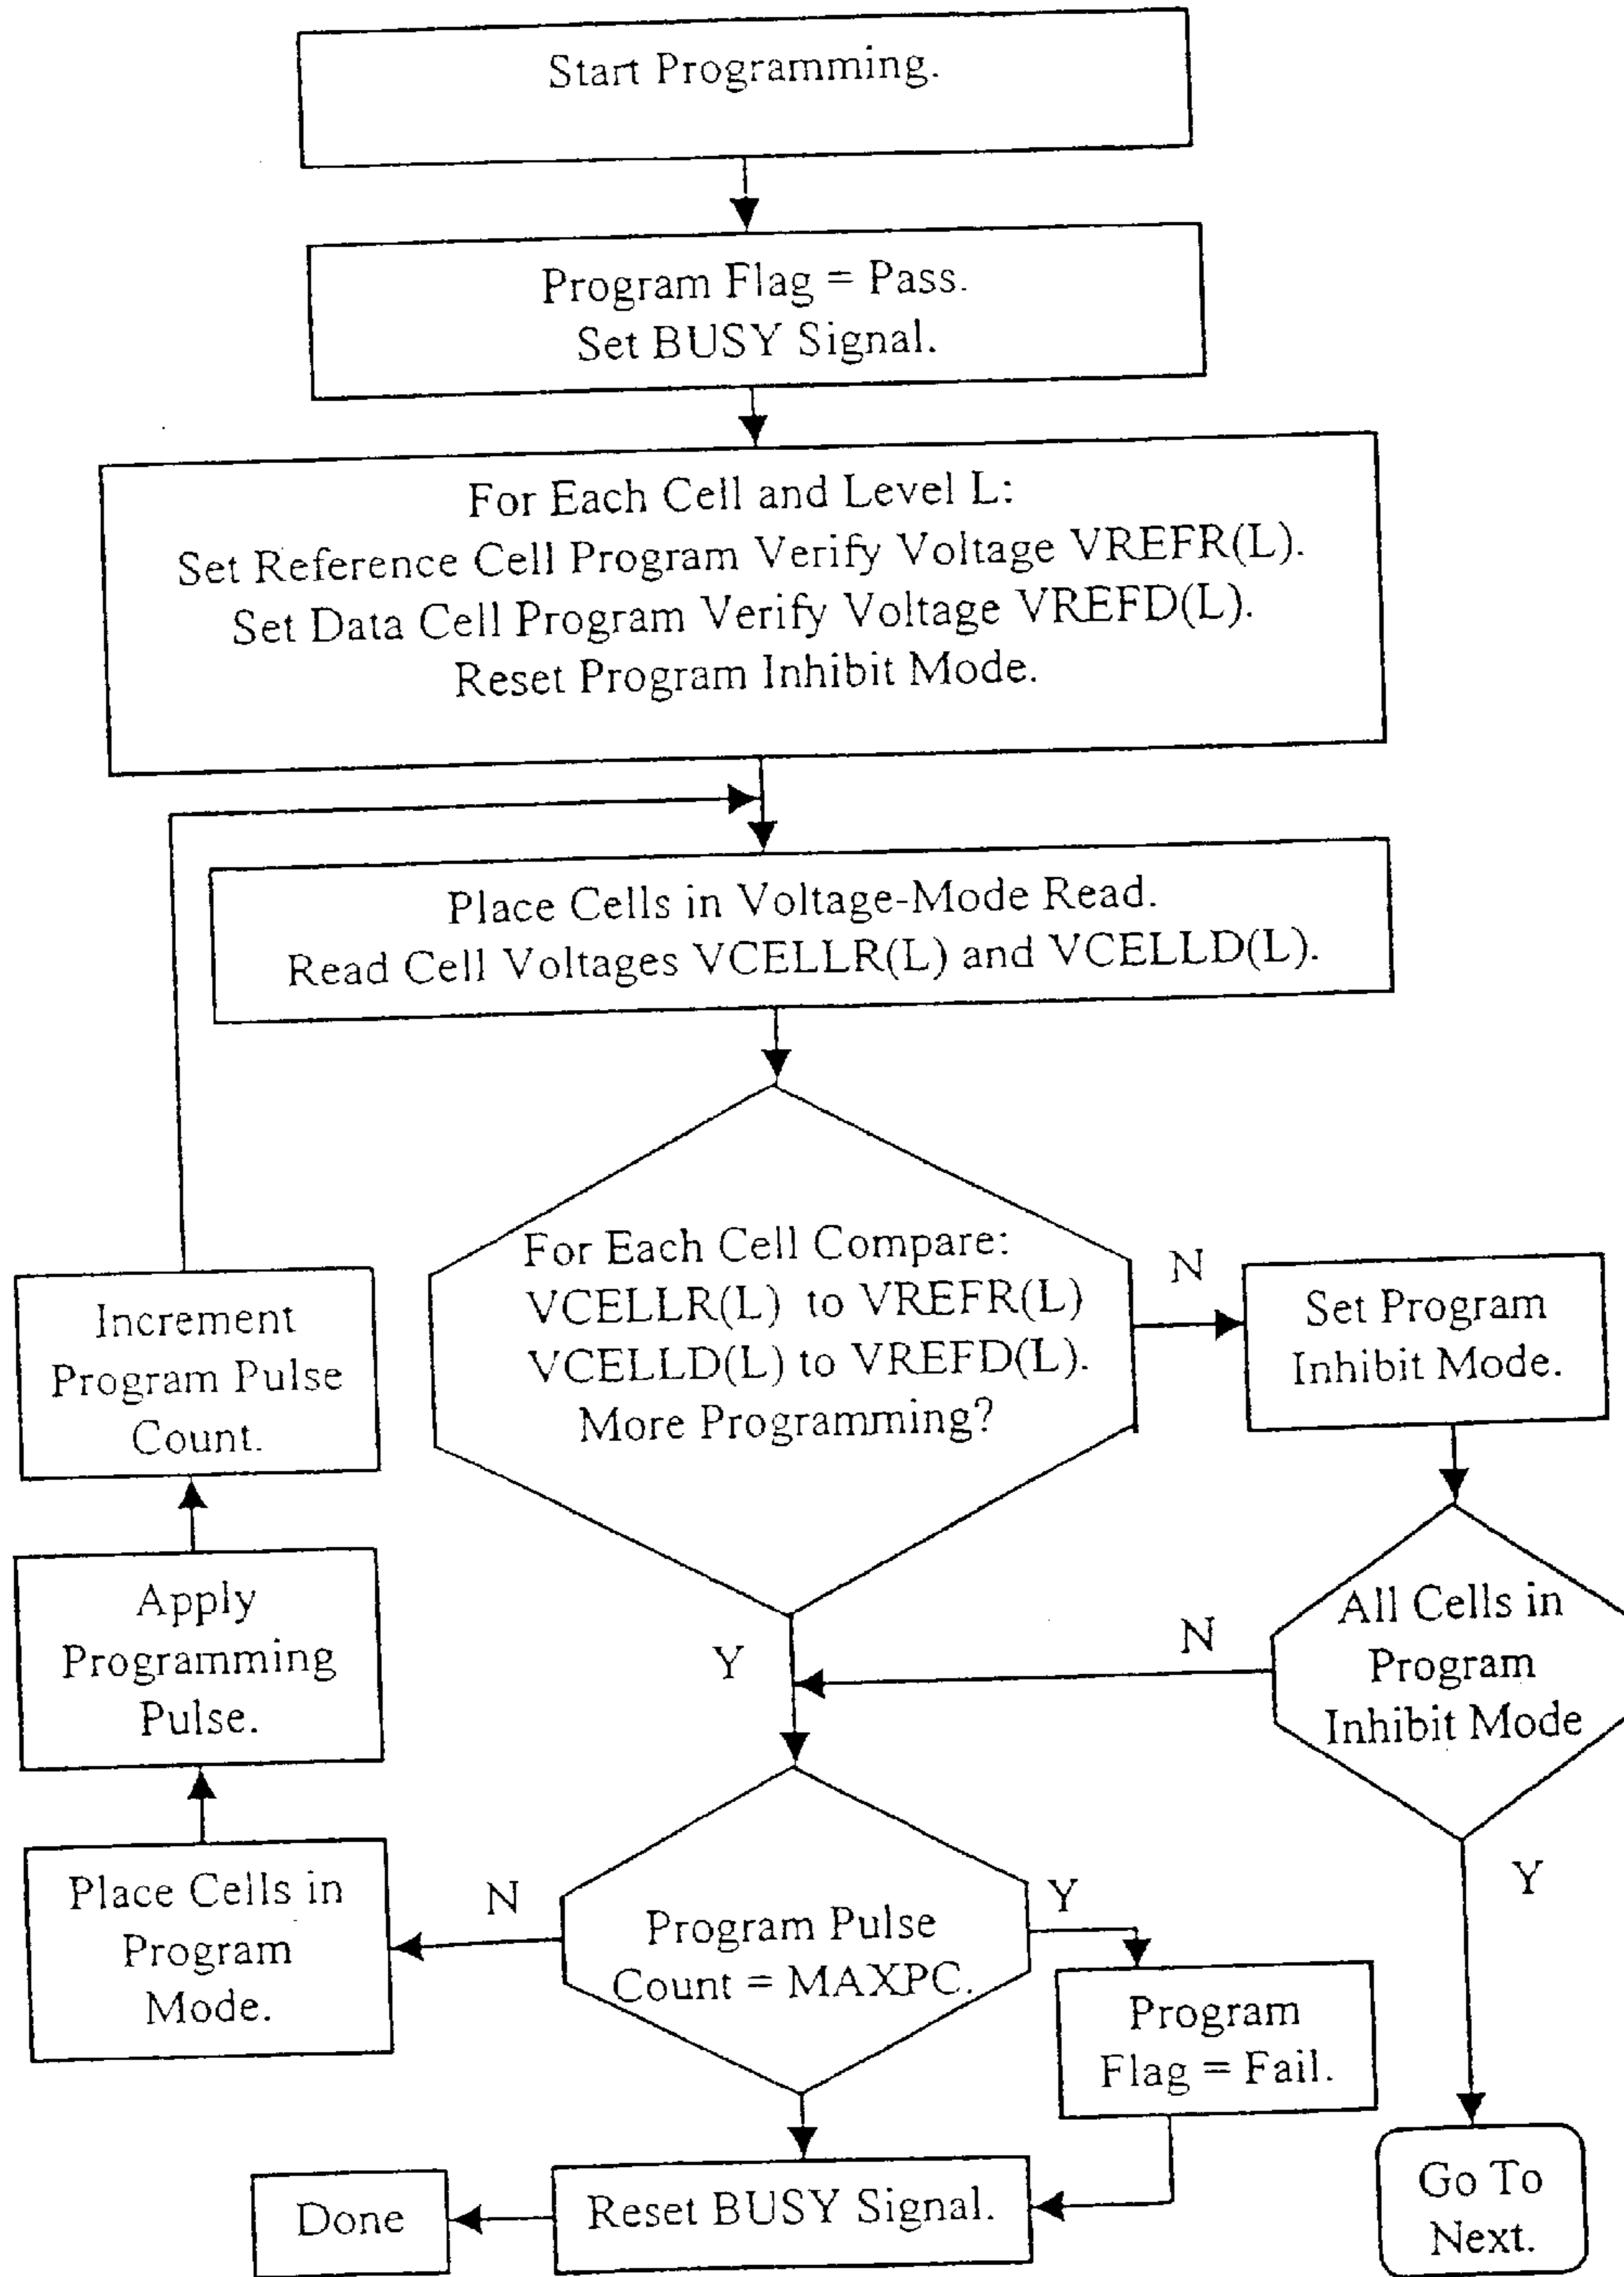 Start Programming.
Program Flag = Pass.
Set BUSY Signal.
For Each Cell and Level L:
Set Reference Cell Program Verify Voltage VREFR(L).
Set Data Cell Program Verify Voltage VREFD(L).
Reset Program Inhibit Mode.
Place Cells in Voltage-Mode Read.
Read Cell Voltages VCELLR(L) and VCELLD(L).
For Each Cell Compare:
VCELLR(L) to VREFR(L)
VCELLD(L) to VREFD(L).
More Programming?
N
Set Program
Inhibit Mode.
Increment
Program Pulse
Count.
Apply
Programming
Pulse.
Y
N
All Cells in
Program
Inhibit Mode
Y
Place Cells in
Program
Mode.
N
Program Pulse
Count = MAXPC.
Y
Program
Flag = Fail.
Done
Reset BUSY Signal.
Go To
Next.